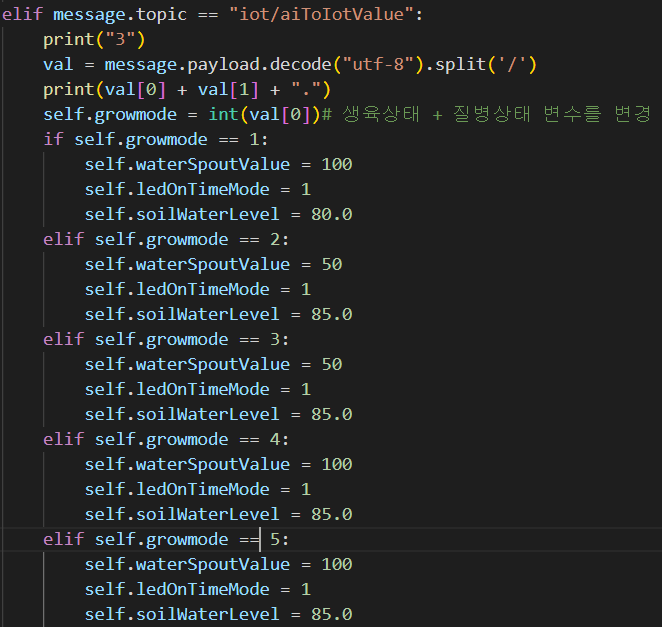 elif message.topic == "iot/aiToIotValue":
print("3")
val = message.payload.decode("utf-8").split('/')
print(val[0] + val[1] + ".")
self.growmode = int(val[0])# 생육상태 + 질병상태 변수를 변경
if self.growmode == 1:
self.waterSpoutValue = 100
self.ledOnTimeMode = 1
self.soilWaterLevel = 80.0
elif self.growmode == 2:
self.waterSpoutValue = 50
self.ledOnTimeMode = 1
self.soilWaterLevel = 85.0
elif self.growmode == 3:
self.waterSpoutValue = 50
self.ledOnTimeMode = 1
self.soilWaterLevel = 85.0
elif self.growmode == 4:
self.waterSpoutValue = 100
self.ledOnTimeMode = 1
self.soilWaterLevel = 85.0
elif self.growmode == 5:
self.waterSpoutValue = 100
self.ledOnTimeMode = 1
self.soilWaterLevel = 85.0